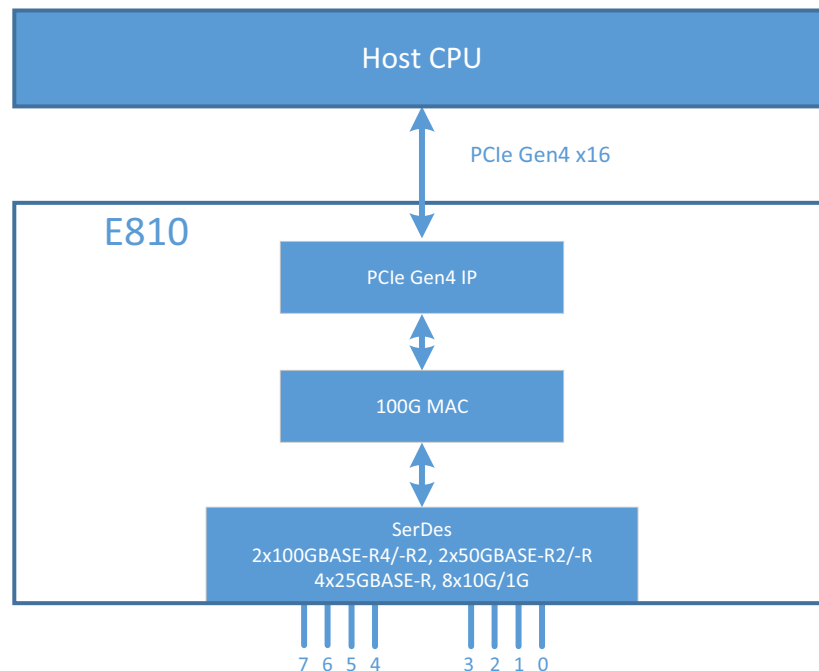 Host CPU
PCIe Gen4 x16
E810
PCIe Gen4 IP
100G MAC
SerDes
2x100GBASE-R4/-R2, 2x50GBASE-R2/-R
4x25GBASE-R, 8x10G/1G
7 6 5 4 3 2 1 0